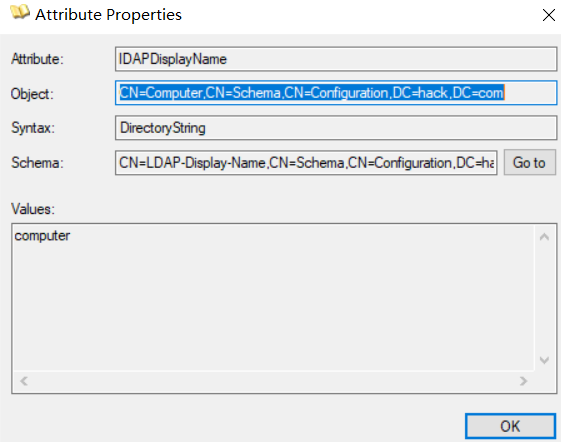 Attribute Properties
Attribute:
lDAPDisplayName
Object:
CN=Computer,CN=Schema,CN=Configuration,DC=hack,DC=com
Syntax:
DirectoryString
Schema:
CN=LDAP-Display-Name,CN=Schema,CN=Configuration,DC=ha
Go to
Values:
computer
OK